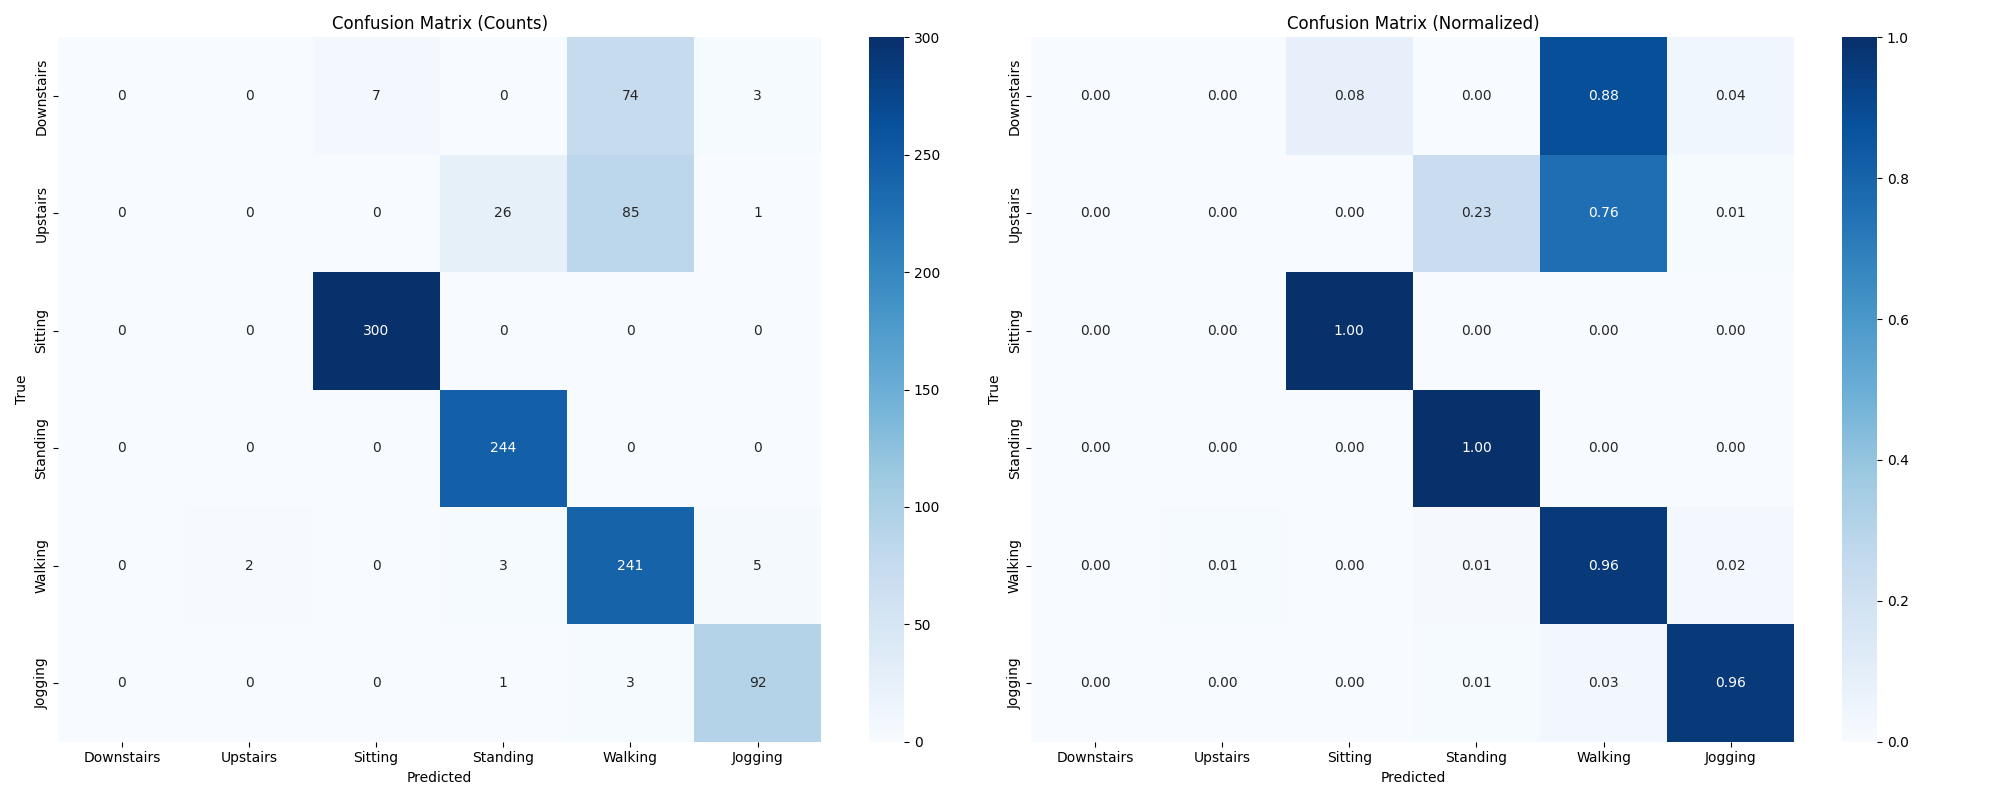 Confusion Matrix (Counts)
Downstairs 0 0 7 0 74 3
Upstairs 0 0 0 26 85 1
Sitting 0 0 300 0 0 0
Standing 0 0 0 244 0 0
Walking 0 2 0 3 241 5
Jogging 0 0 0 1 3 92
True
Downstairs Upstairs Sitting Standing Walking Jogging
Predicted
300
250
200
150
100
50
0
Confusion Matrix (Normalized)
Downstairs 0.00 0.00 0.08 0.00 0.88 0.04
Upstairs 0.00 0.00 0.00 0.23 0.76 0.01
Sitting 0.00 0.00 1.00 0.00 0.00 0.00
Standing 0.00 0.00 0.00 1.00 0.00 0.00
Walking 0.00 0.01 0.00 0.01 0.96 0.02
Jogging 0.00 0.00 0.00 0.01 0.03 0.96
True
Downstairs Upstairs Sitting Standing Walking Jogging
Predicted
1.0
0.8
0.6
0.4
0.2
0.0